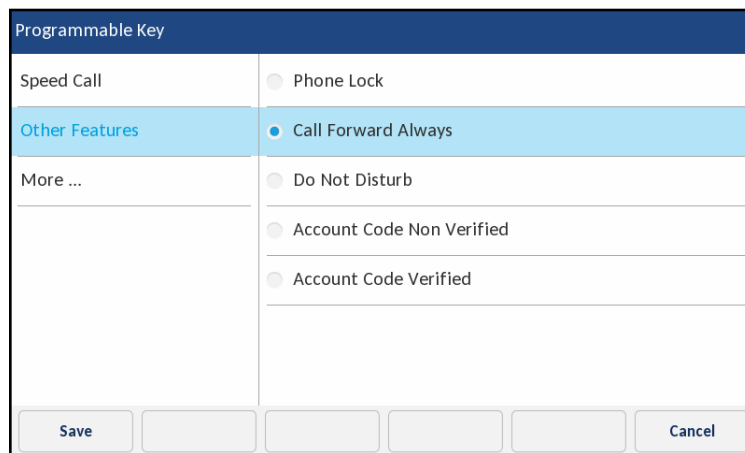 Programmable Key
Speed Call
Other Features
More ...
Phone Lock
Call Forward Always
Do Not Disturb
Account Code Non Verified
Account Code Verified
Save
Cancel